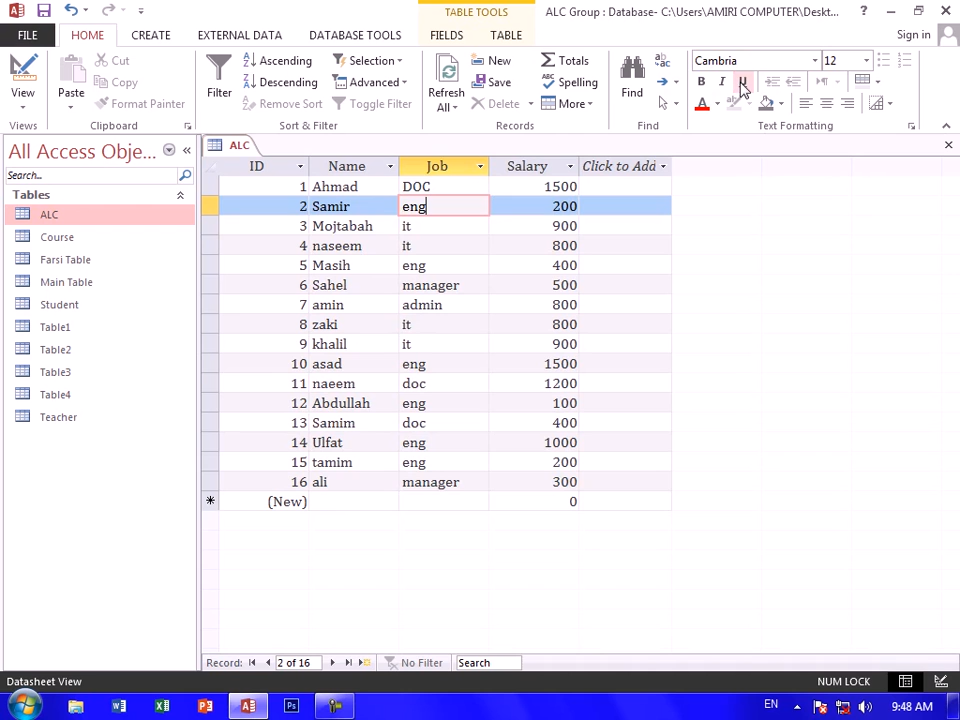 TABLE TOOLS
ALC Group : Database- C:\Users\AMIRI COMPUTER\Deskt...
?
FILE HOME CREATE EXTERNAL DATA DATABASE TOOLS FIELDS TABLE Sign in
View
Views
Paste
Cut
Copy
Format Painter
Clipboard
Filter
Ascending
Descending
Remove Sort
Selection
Advanced
Toggle Filter
Sort & Filter
Refresh All
New
Save
Delete
Totals
Spelling
More
Records
Find
Find
Cambria 12
B I U
A
Text Formatting
All Access Obje...
Search...
Tables
ALC
Course
Farsi Table
Main Table
Student
Table1
Table2
Table3
Table4
Teacher
ALC
ID Name Job Salary Click to Add
1 Ahmad DOC 1500
2 Samir eng 200
3 Mojtabah it 900
4 naseem it 800
5 Masih eng 400
6 Sahel manager 500
7 amin admin 800
8 zaki it 800
9 khalil it 900
10 asad eng 1500
11 naeem doc 1200
12 Abdullah eng 100
13 Samim doc 400
14 Ulfat eng 1000
15 tamim eng 200
16 ali manager 300
(New) 0
Record: 2 of 16 No Filter Search
Datasheet View NUM LOCK
EN 9:48 AM